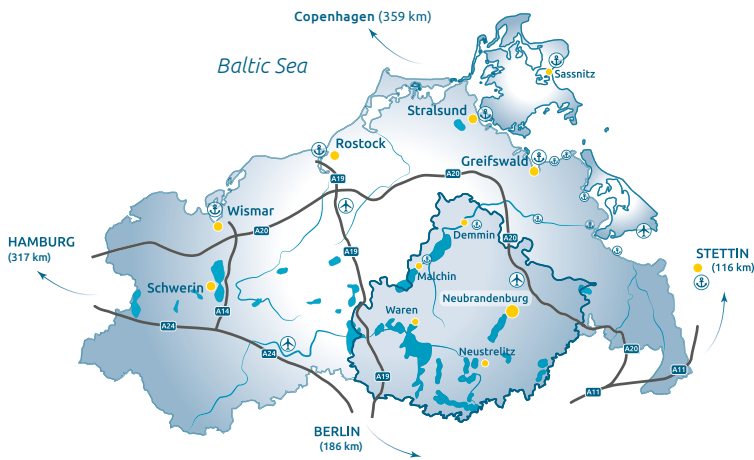 Copenhagen (359 km)
Baltic Sea
Sassnitz
Stralsund
Rostock
Greifswald
A19
A20
Wismar
A20
HAMBURG
(317 km)
Demmin
A20
A19
STETTIN
(116 km)
Malchin
Schwerin
Neubrandenburg
A14
Waren
A24
A24
Neustrelitz
A20
A19
A11
A11
BERLIN
(186 km)